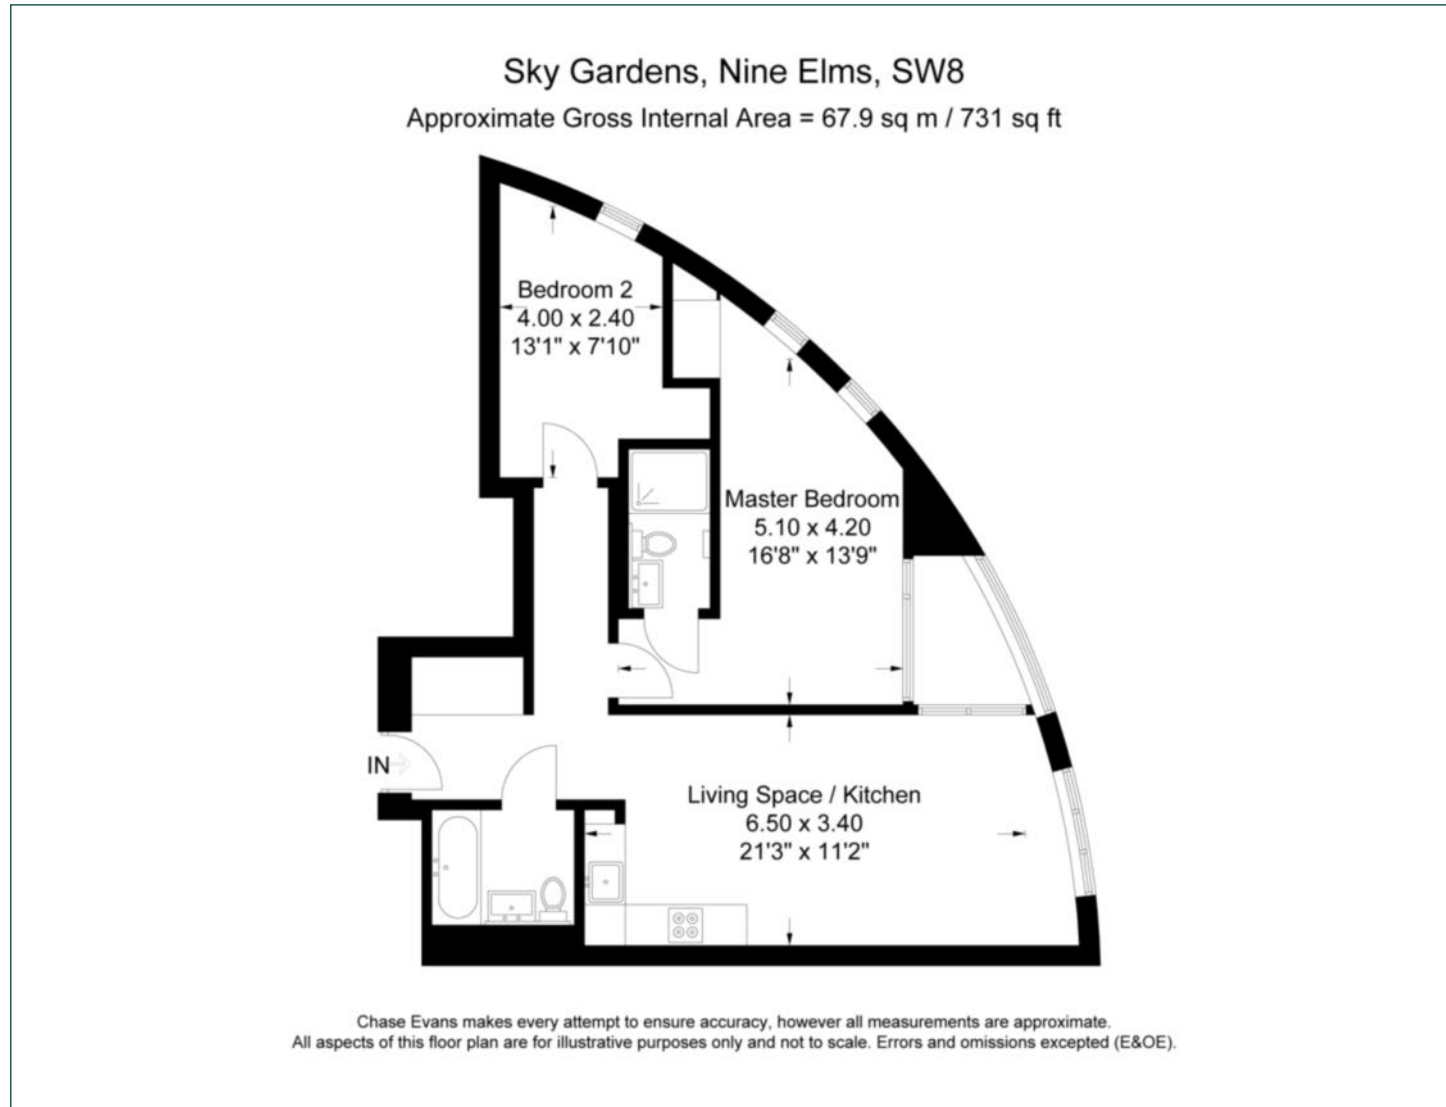 Sky Gardens, Nine Elms, SW8
Approximate Gross Internal Area = 67.9 sq m / 731 sq ft
Bedroom 2
4.00 x 2.40
13'1" x 7'10"
Master Bedroom
5.10 x 4.20
16'8" x 13'9"
IN
Living Space / Kitchen
6.50 x 3.40
21'3" x 11'2"
Chase Evans makes every attempt to ensure accuracy, however all measurements are approximate.
All aspects of this floor plan are for illustrative purposes only and not to scale. Errors and omissions excepted (E&OE).